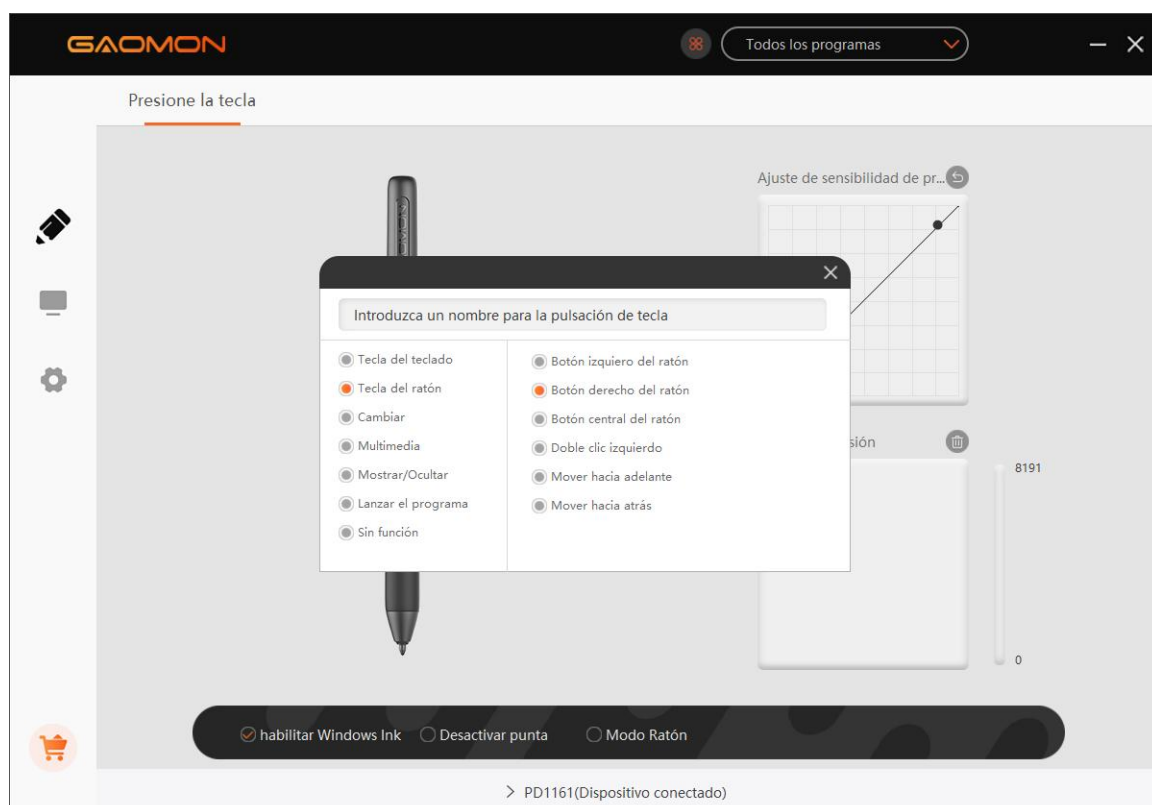 GAOMON
Todos los programas
Presione la tecla
Ajuste de sensibilidad de pr...
Introduzca un nombre para la pulsación de tecla
Tecla del teclado
Tecla del ratón
Cambiar
Multimedia
Mostrar/Ocultar
Lanzar el programa
Sin función
Botón izquiero del ratón
Botón derecho del ratón
Botón central del ratón
Doble clic izquierdo
Mover hacia adelante
Mover hacia atrás
sión
8191
0
habilitar Windows Ink
Desactivar punta
Modo Ratón
PD1161(Dispositivo conectado)